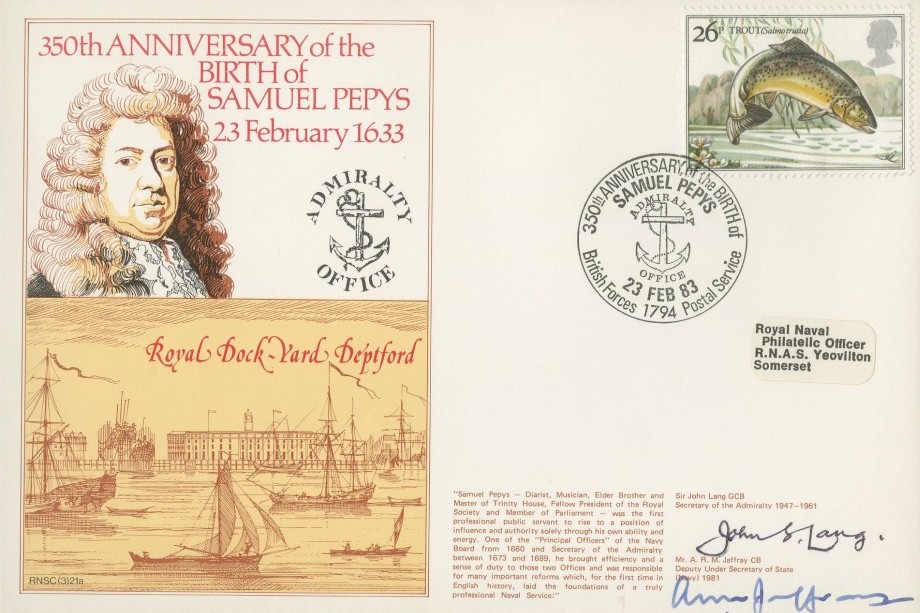 350th ANNIVERSARY of the
BIRTH of
SAMUEL PEPYS
23 February 1633
ADMIRALTY
OFFICE
Royal Dock-Yard Deptford
RNSC(3)21a
26P TROUT (Salmo trutta)
350th ANNIVERSARY of the BIRTH of
SAMUEL PEPYS
ADMIRALTY
OFFICE
23 FEB 83
British Forces 1794 Postal Service
Royal Naval
Philatelic Officer
R.N.A.S. Yeovilton
Somerset
"Samuel Pepys – Diarist, Musician, Elder Brother and
Master of Trinity House, Fellow President of the Royal
Society and Member of Parliament – was the first
professional public servant to rise to a position of
influence and authority solely through his own ability and
energy. One of the "Principal Officers" of the Navy
Board from 1660 and Secretary of the Admiralty
between 1673 and 1689, he brought efficiency and a
sense of duty to those two Offices and was responsible
for many important reforms which, for the first time in
English history, laid the foundations of a truly
professional Naval Service:"
Sir John Lang GCB
Secretary of the Admiralty 1947–1961
John G. Lang.
Mr. A. R. M. Jaffray CB
Deputy Under Secretary of State
(Navy) 1981